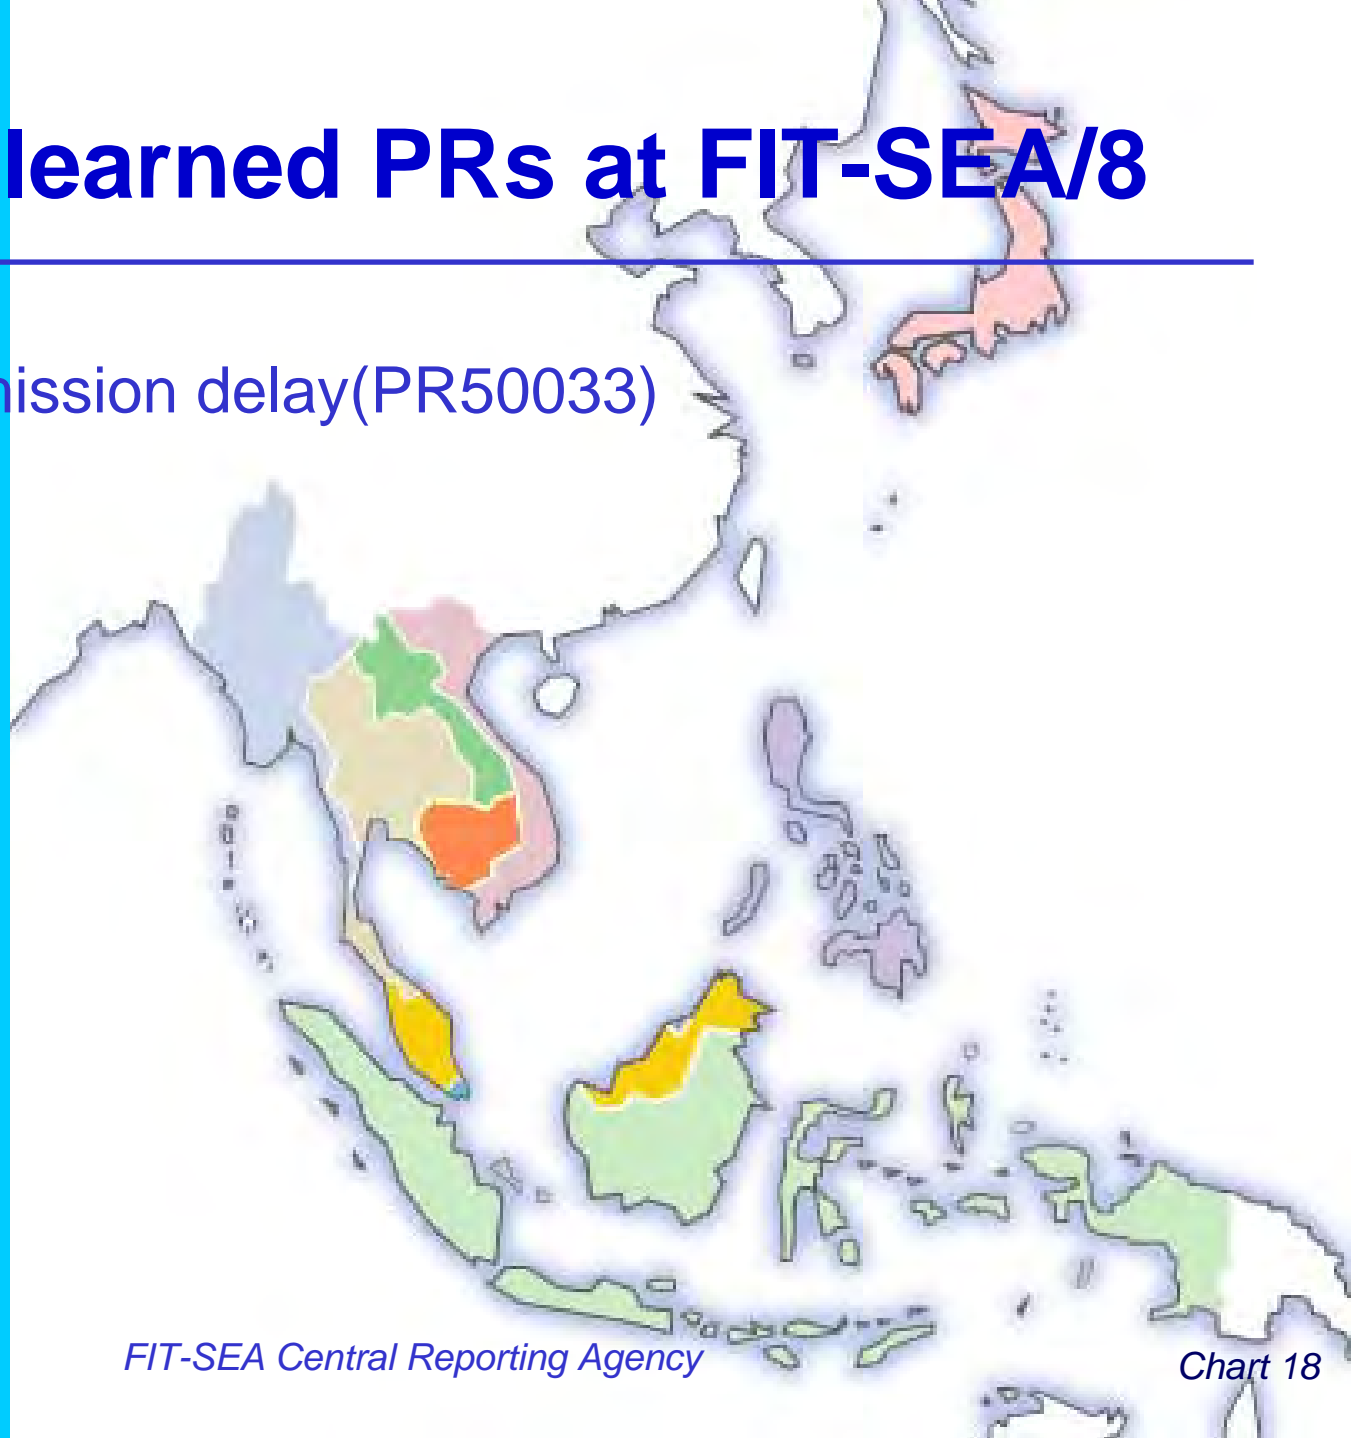 learned PRs at FIT-SEA/8
ission delay(PR50033)
FIT-SEA Central Reporting Agency
Chart 18